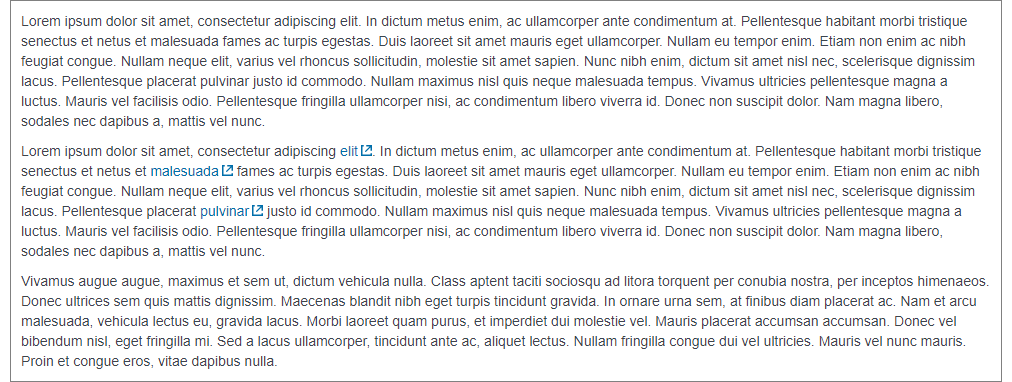 Lorem ipsum dolor sit amet, consectetur adipiscing elit. In dictum metus enim, ac ullamcorper ante condimentum at. Pellentesque habitant morbi tristique
senectus et netus et malesuada fames ac turpis egestas. Duis laoreet sit amet mauris eget ullamcorper. Nullam eu tempor enim. Etiam non enim ac nibh
feugiat congue. Nullam neque elit, varius vel rhoncus sollicitudin, molestie sit amet sapien. Nunc nibh enim, dictum sit amet nisl nec, scelerisque dignissim
lacus. Pellentesque placerat pulvinar justo id commodo. Nullam maximus nisl quis neque malesuada tempus. Vivamus ultricies pellentesque magna a
luctus. Mauris vel facilisis odio. Pellentesque fringilla ullamcorper nisi, ac condimentum libero viverra id. Donec non suscipit dolor. Nam magna libero,
sodales nec dapibus a, mattis vel nunc.
Lorem ipsum dolor sit amet, consectetur adipiscing elit. In dictum metus enim, ac ullamcorper ante condimentum at. Pellentesque habitant morbi tristique
senectus et netus et malesuada fames ac turpis egestas. Duis laoreet sit amet mauris eget ullamcorper. Nullam eu tempor enim. Etiam non enim ac nibh
feugiat congue. Nullam neque elit, varius vel rhoncus sollicitudin, molestie sit amet sapien. Nunc nibh enim, dictum sit amet nisl nec, scelerisque dignissim
lacus. Pellentesque placerat pulvinar justo id commodo. Nullam maximus nisl quis neque malesuada tempus. Vivamus ultricies pellentesque magna a
luctus. Mauris vel facilisis odio. Pellentesque fringilla ullamcorper nisi, ac condimentum libero viverra id. Donec non suscipit dolor. Nam magna libero,
sodales nec dapibus a, mattis vel nunc.
Vivamus augue augue, maximus et sem ut, dictum vehicula nulla. Class aptent taciti sociosqu ad litora torquent per conubia nostra, per inceptos himenaeos.
Donec ultrices sem quis mattis dignissim. Maecenas blandit nibh eget turpis tincidunt gravida. In ornare urna sem, at finibus diam placerat ac. Nam et arcu
malesuada, vehicula lectus eu, gravida lacus. Morbi laoreet quam purus, et imperdiet dui molestie vel. Mauris placerat accumsan accumsan. Donec vel
bibendum nisl, eget fringilla mi. Sed a lacus ullamcorper, tincidunt ante ac, aliquet lectus. Nullam fringilla congue dui vel ultricies. Mauris vel nunc mauris.
Proin et congue eros, vitae dapibus nulla.